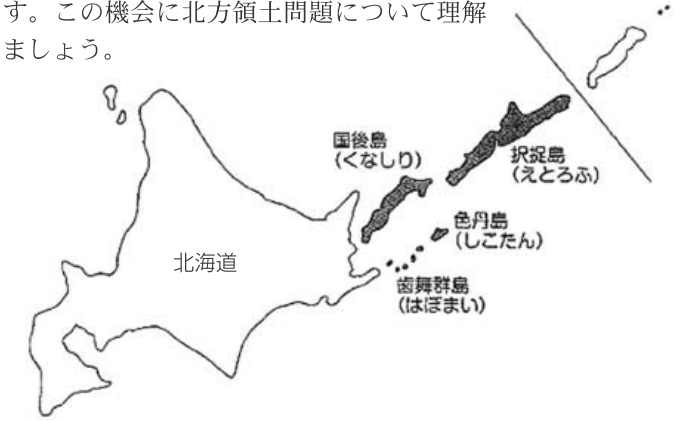 す。この機会に北方領土問題について理解
ましょう。
国後島
(くなしり)
択捉島
(えとろふ)
色丹島
(しこたん)
北海道
歯舞群島
(はぼまい)